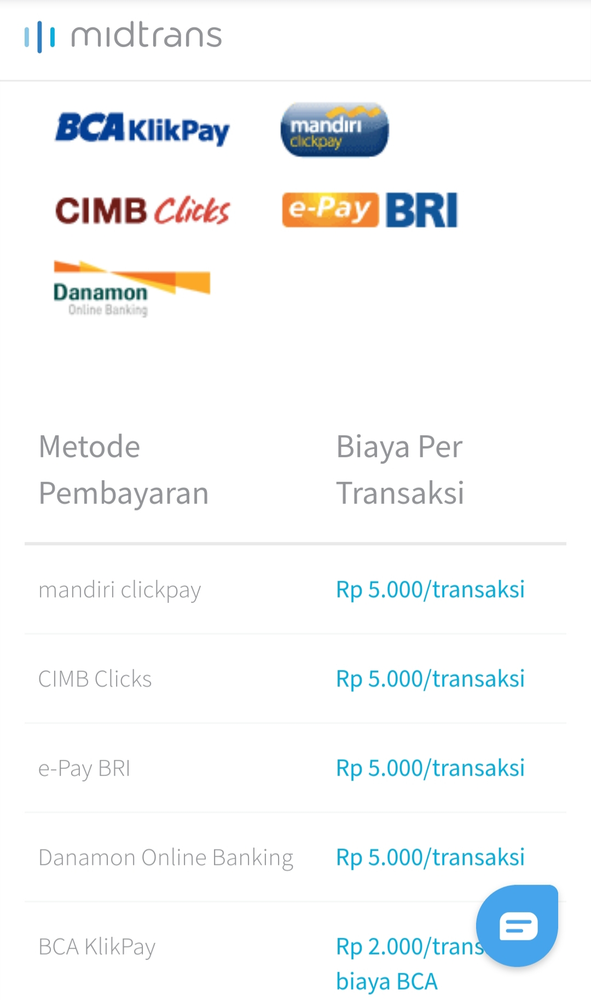 midtrans
BCA KlikPay
mandiri
clickpay
CIMB Clicks
e-Pay BRI
Danamon
Online Banking
Metode
Pembayaran
Biaya Per
Transaksi
mandiri clickpay Rp 5.000/transaksi
CIMB Clicks Rp 5.000/transaksi
e-Pay BRI Rp 5.000/transaksi
Danamon Online Banking Rp 5.000/transaksi
BCA KlikPay Rp 2.000/trans
biaya BCA